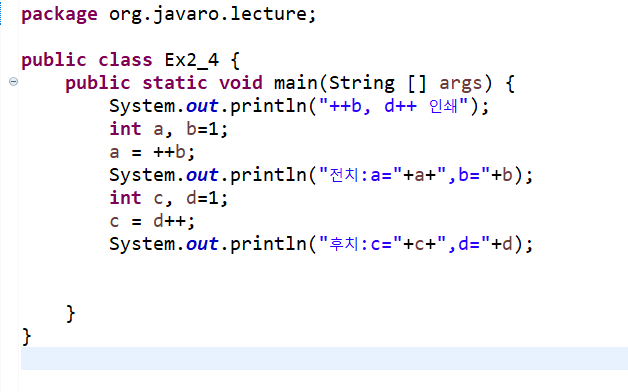 package org.javaro.lecture;
public class Ex2_4 {
public static void main(String [] args) {
System.out.println("++b, d++ 인쇄");
int a, b=1;
a = ++b;
System.out.println("전치:a="+a+",b="+b);
int c, d=1;
c = d++;
System.out.println("후치:c="+c+",d="+d);
}
}